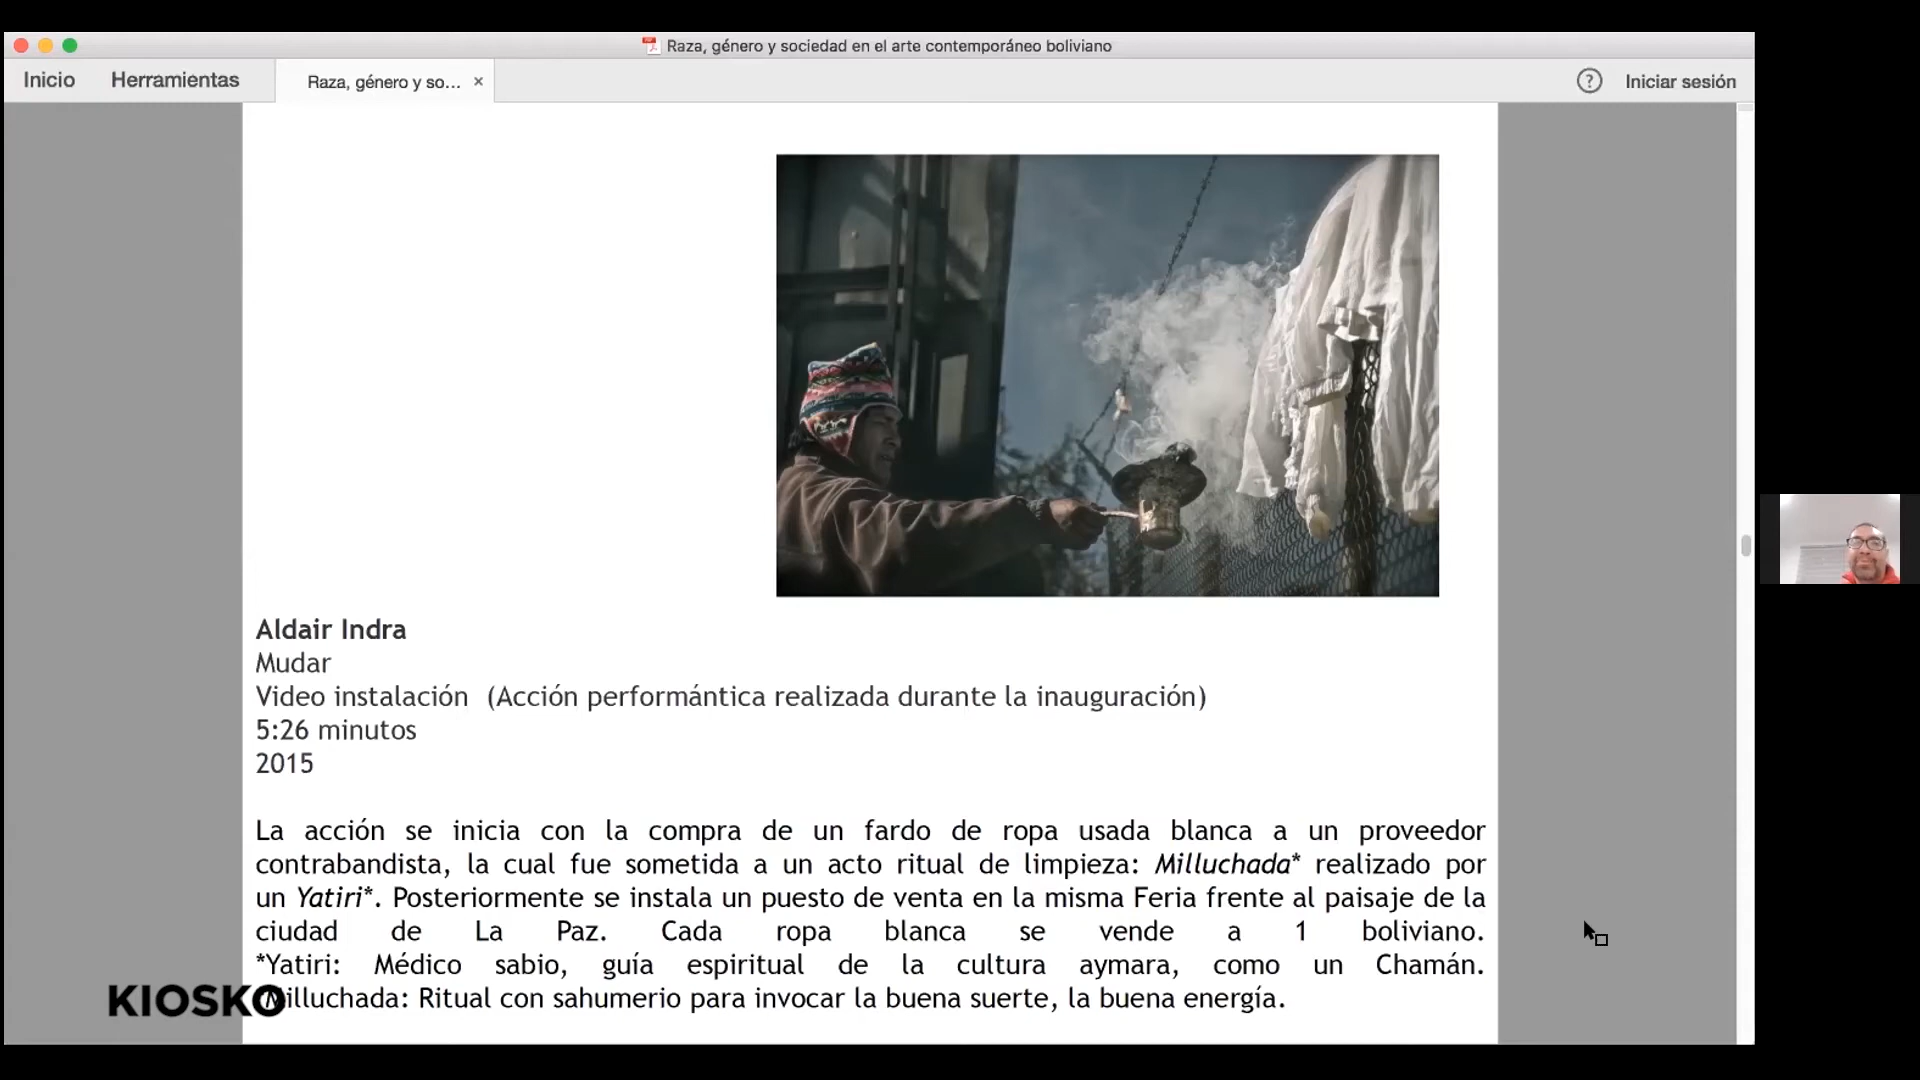 Raza, género y sociedad en el arte contemporáneo boliviano
Inicio Herramientas Raza, género y so... × ? Iniciar sesión
Aldair Indra
Mudar
Video instalación (Acción performántica realizada durante la inauguración)
5:26 minutos
2015
La acción se inicia con la compra de un fardo de ropa usada blanca a un proveedor
contrabandista, la cual fue sometida a un acto ritual de limpieza: Milluchada* realizado por
un Yatiri*. Posteriormente se instala un puesto de venta en la misma Feria frente al paisaje de la
ciudad de La Paz. Cada ropa blanca se vende a 1 boliviano.
*Yatiri: Médico sabio, guía espiritual de la cultura aymara, como un Chamán.
*Milluchada: Ritual con sahumerio para invocar la buena suerte, la buena energía.
KIOSKO